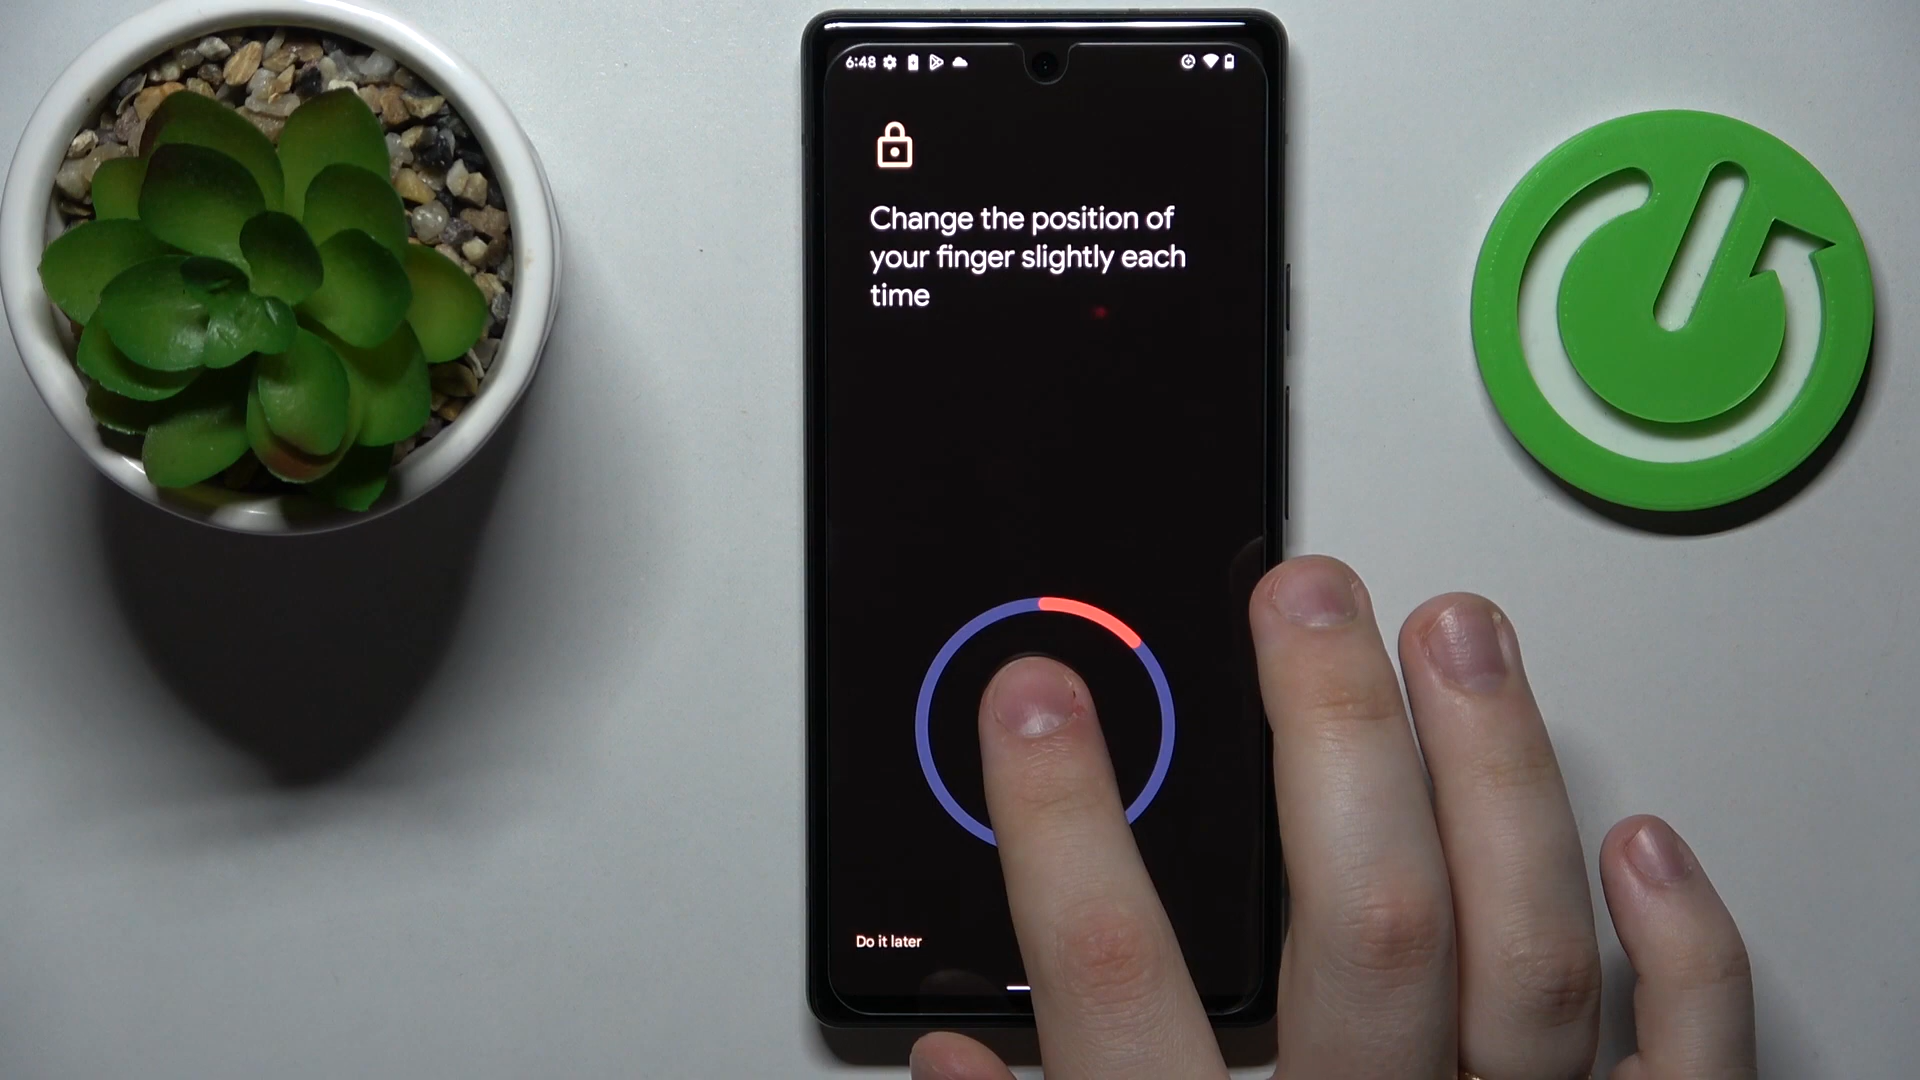 6:48
Change the position of
your finger slightly each
time
Do it later